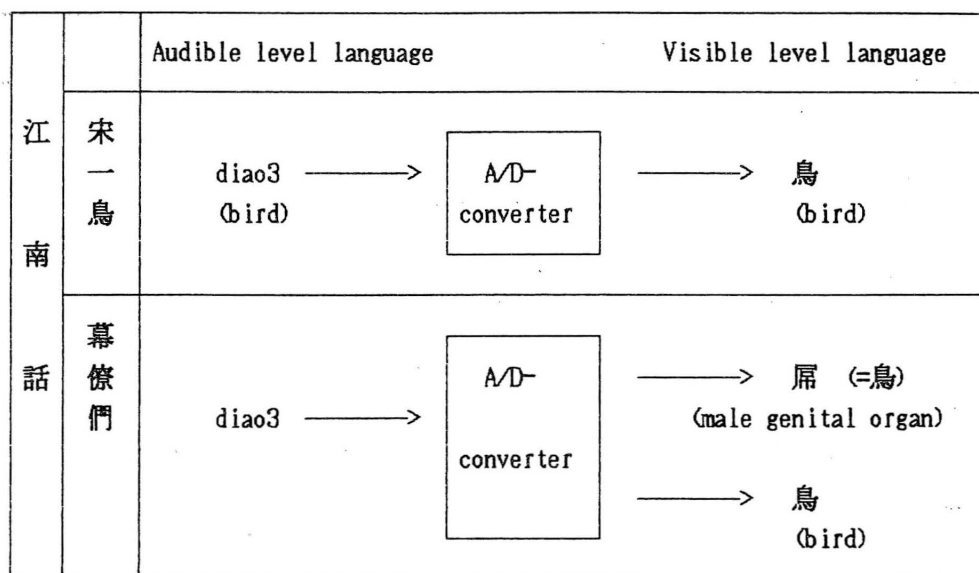 Audible level language Visible level language
江南話
宋一鳥
diao3 A/D- 鳥
(bird) converter (bird)
幕僚們
A/D- 屌 (=鳥)
diao3 (male genital organ)
converter
鳥
(bird)